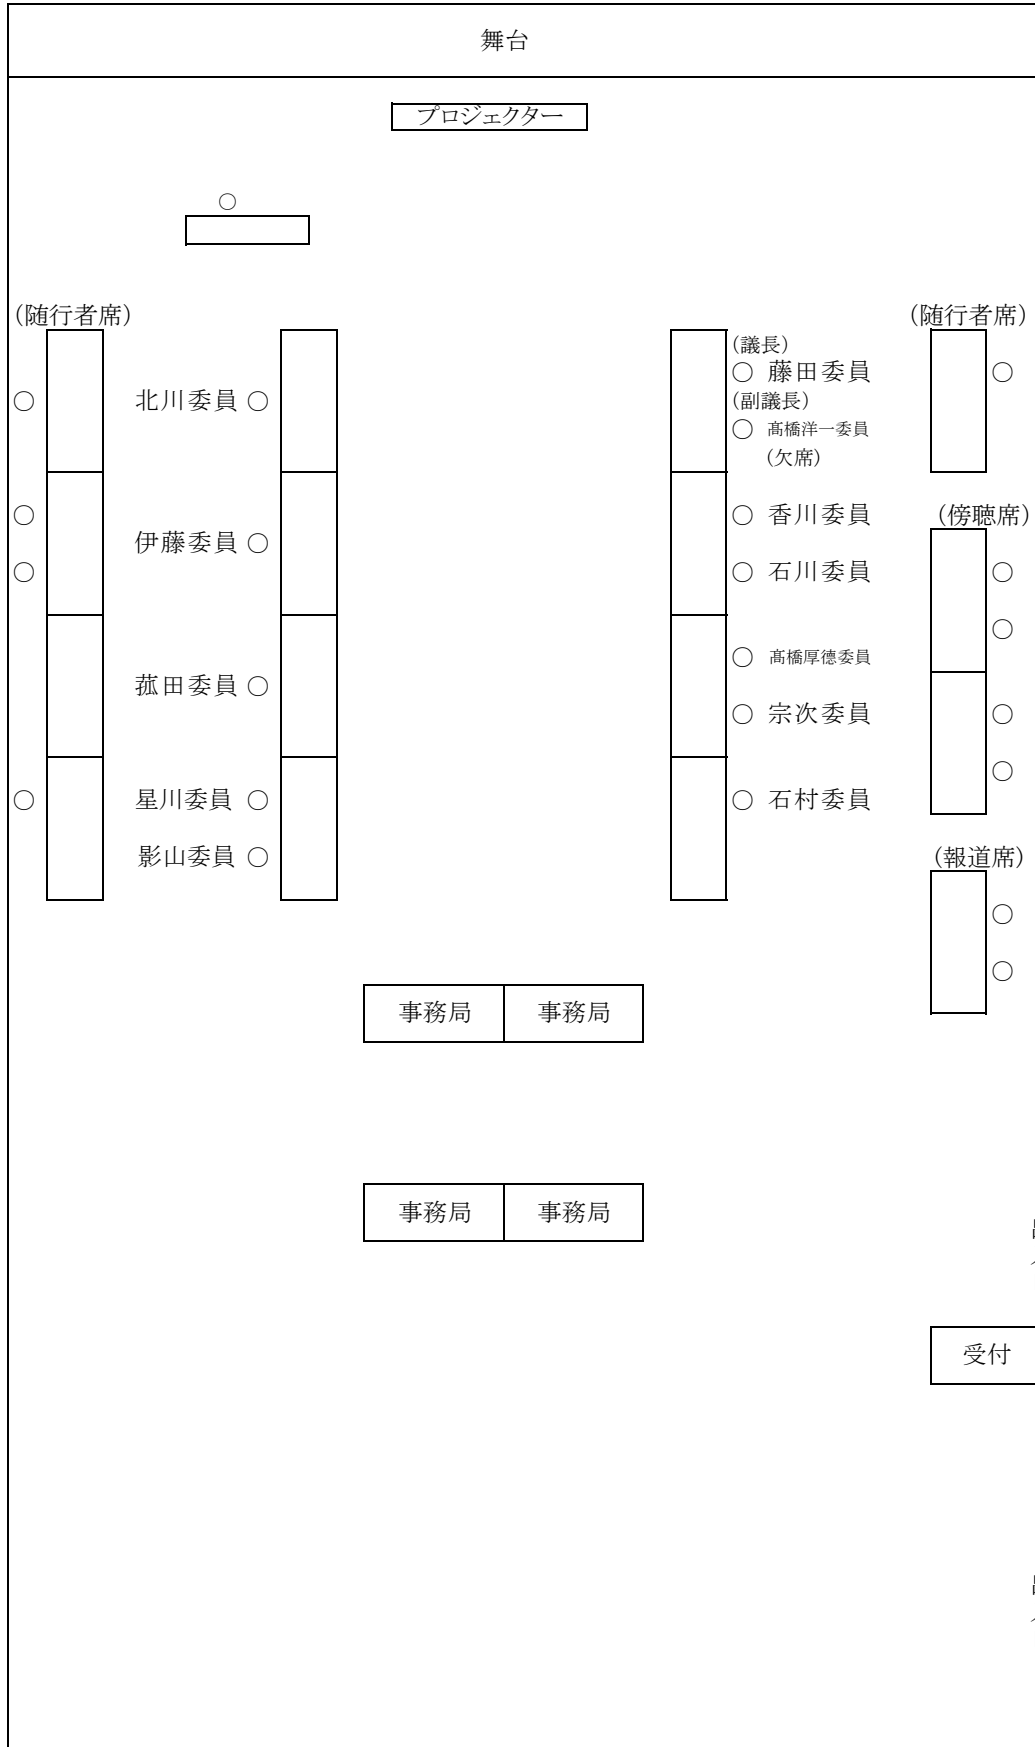 舞台
プロジェクター
○
(随行者席)
(随行者席)
(議長)
○ 藤田委員
○
北川委員 ○
○
(副議長)
○ 髙橋洋一委員
(欠席)
○
○ 香川委員
(傍聴席)
伊藤委員 ○
○
○ 石川委員
○
○
○ 髙橋厚德委員
菰田委員 ○
○ 宗次委員
○
○
○
星川委員 ○
○ 石村委員
影山委員 ○
(報道席)
○
○
事務局 事務局
事務局 事務局
受付